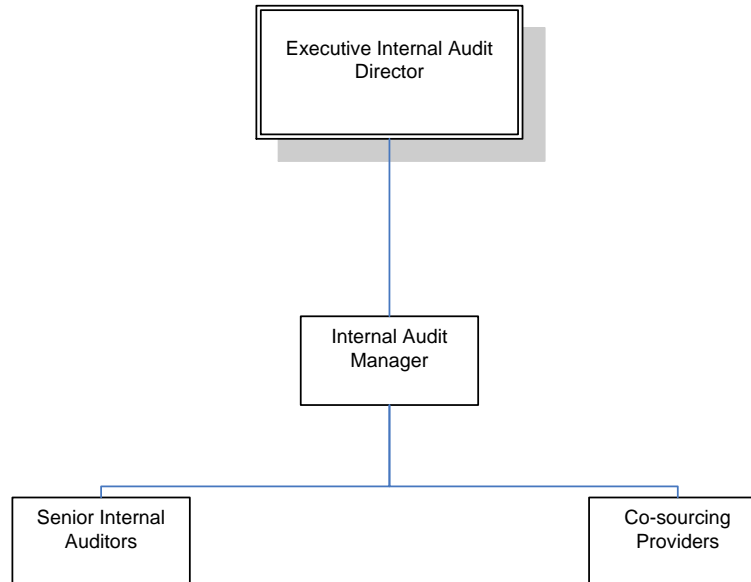 Executive Internal Audit
Director
Internal Audit
Manager
Senior Internal
Auditors
Co-sourcing
Providers